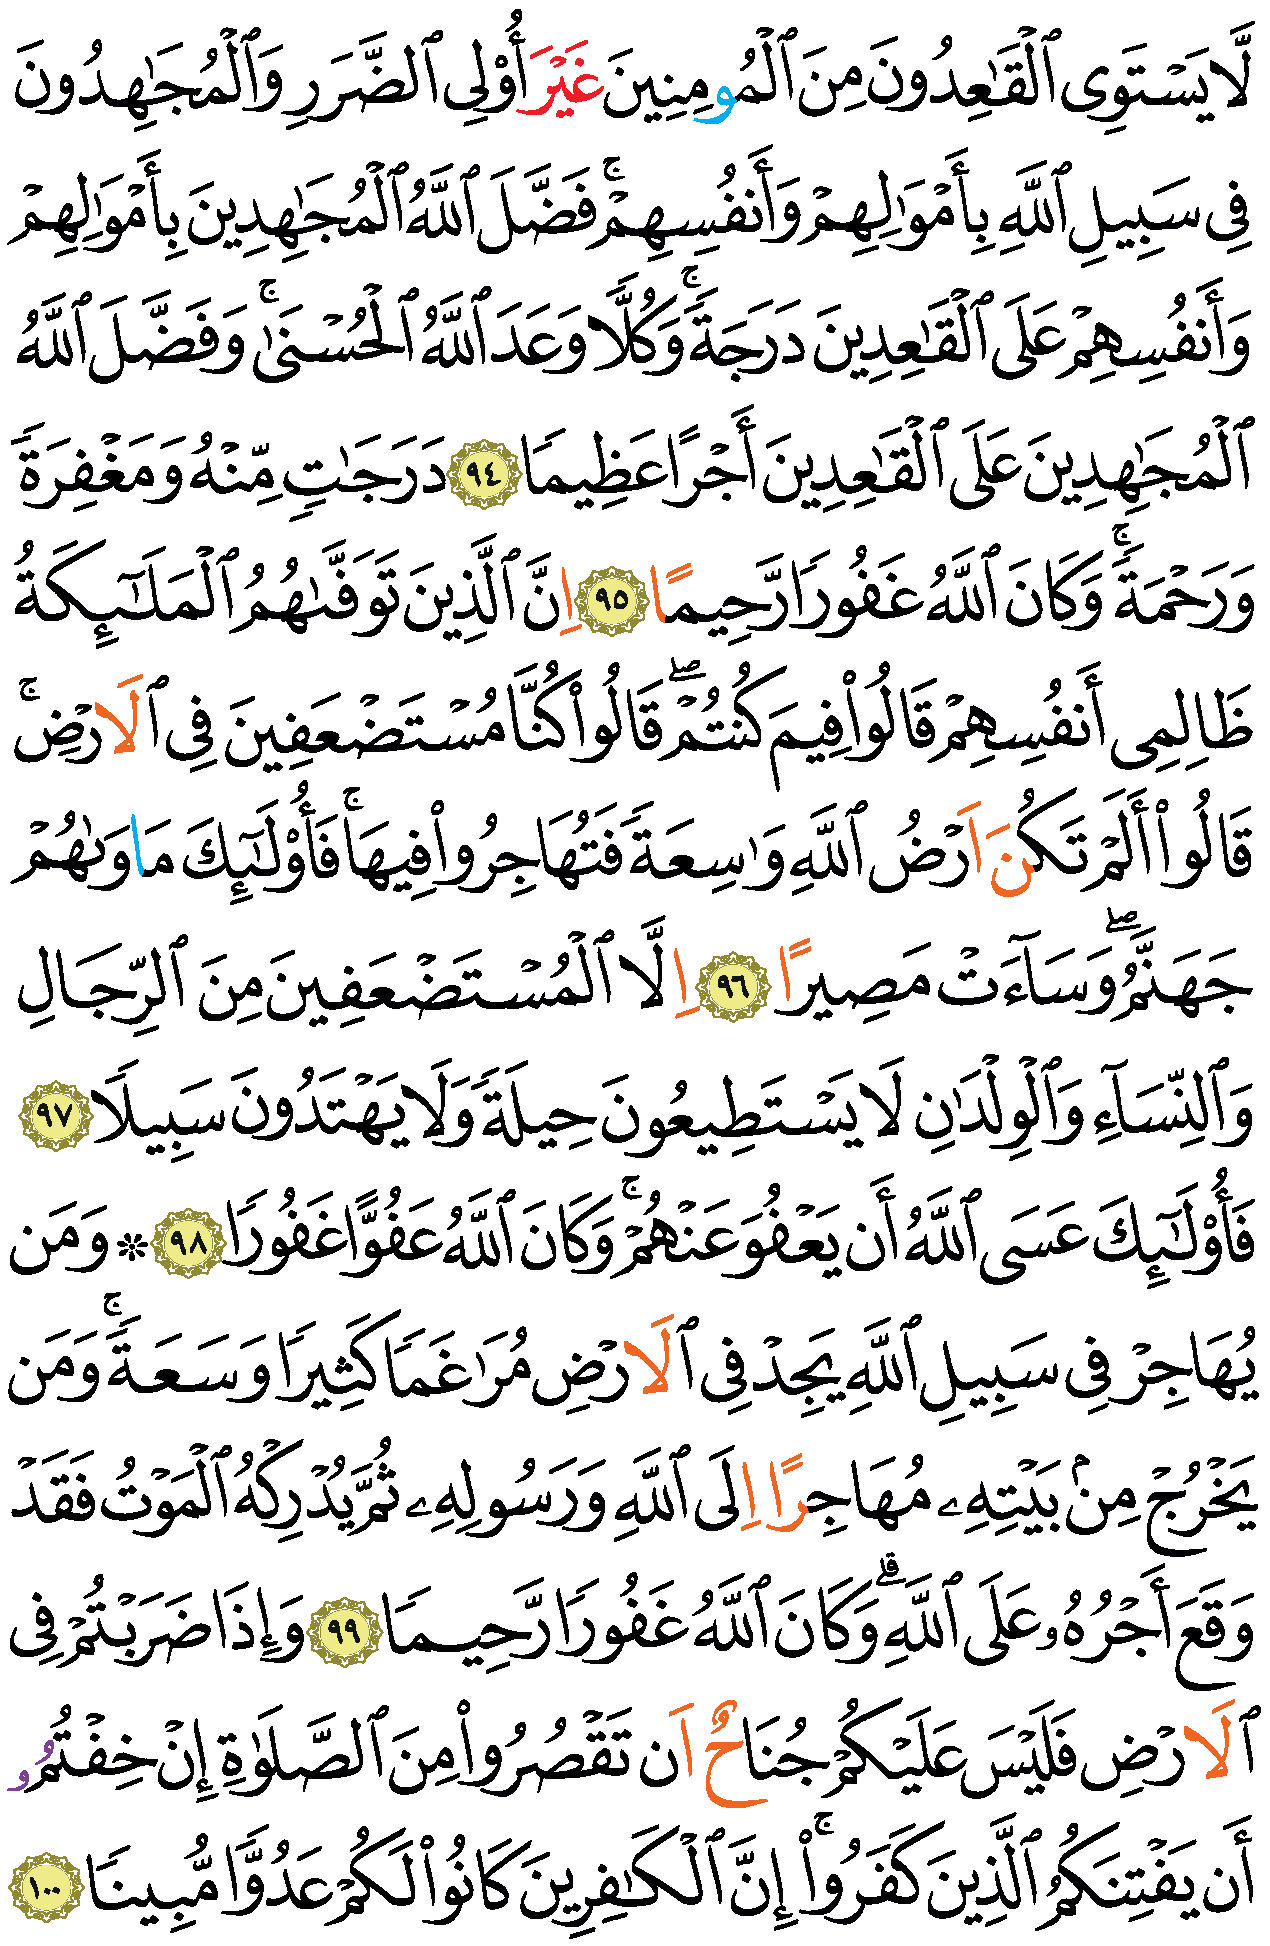 لَّا يَسْتَوِى ٱلْقَٰعِدُونَ مِنَ ٱلْمُومِنِينَ غَيْرَ أُوْلِى ٱلضَّرَرِ وَٱلْمُجَٰهِدُونَ
فِى سَبِيلِ ٱللَّهِ بِأَمْوَٰلِهِمْ وَأَنفُسِهِمْۚ فَضَّلَ ٱللَّهُ ٱلْمُجَٰهِدِينَ بِأَمْوَٰلِهِمْ
وَأَنفُسِهِمْ عَلَى ٱلْقَٰعِدِينَ دَرَجَةًۚ وَكُلًّا وَعَدَ ٱللَّهُ ٱلْحُسْنَىٰۚ وَفَضَّلَ ٱللَّهُ
ٱلْمُجَٰهِدِينَ عَلَى ٱلْقَٰعِدِينَ أَجْرًا عَظِيمًا ٩٤ دَرَجَٰتٍ مِّنْهُ وَمَغْفِرَةً
وَرَحْمَةًۚ وَكَانَ ٱللَّهُ غَفُورًا رَّحِيمًا ٩٥ اِنَّ ٱلَّذِينَ تَوَفَّىٰهُمُ ٱلْمَلَٰٓئِكَةُ
ظَالِمِى أَنفُسِهِمْ قَالُوا۟ فِيمَ كُنتُمْۖ قَالُوا۟ كُنَّا مُسْتَضْعَفِينَ فِى ٱلَارْضِۚ
قَالُوٓا۟ أَلَمْ تَكُنَ اَرْضُ ٱللَّهِ وَٰسِعَةً فَتُهَاجِرُوا۟ فِيهَاۚ فَأُوْلَٰٓئِكَ مَاوَىٰهُمْ
جَهَنَّمُۖ وَسَآءَتْ مَصِيرًا ٩٦ اِلَّا ٱلْمُسْتَضْعَفِينَ مِنَ ٱلرِّجَالِ
وَٱلنِّسَآءِ وَٱلْوِلْدَٰنِ لَا يَسْتَطِيعُونَ حِيلَةً وَلَا يَهْتَدُونَ سَبِيلًا ٩٧
فَأُوْلَٰٓئِكَ عَسَى ٱللَّهُ أَن يَعْفُوَ عَنْهُمْۚ وَكَانَ ٱللَّهُ عَفُوًّا غَفُورًا ٩٨ ۞ وَمَن
يُهَاجِرْ فِى سَبِيلِ ٱللَّهِ يَجِدْ فِى ٱلَارْضِ مُرَٰغَمًا كَثِيرًا وَسَعَةًۚ وَمَن
يَخْرُجْ مِنۢ بَيْتِهِۦ مُهَاجِرًا اِلَى ٱللَّهِ وَرَسُولِهِۦ ثُمَّ يُدْرِكْهُ ٱلْمَوْتُ فَقَدْ
وَقَعَ أَجْرُهُۥ عَلَى ٱللَّهِۗ وَكَانَ ٱللَّهُ غَفُورًا رَّحِيمًا ٩٩ وَإِذَا ضَرَبْتُمْ فِى
ٱلَارْضِ فَلَيْسَ عَلَيْكُمْ جُنَاحٌ اَن تَقْصُرُوا۟ مِنَ ٱلصَّلَوٰةِ إِنْ خِفْتُمُۥ
أَن يَفْتِنَكُمُ ٱلَّذِينَ كَفَرُوٓا۟ۚ إِنَّ ٱلْكَٰفِرِينَ كَانُوا۟ لَكُمْ عَدُوًّا مُّبِينًا ١٠٠